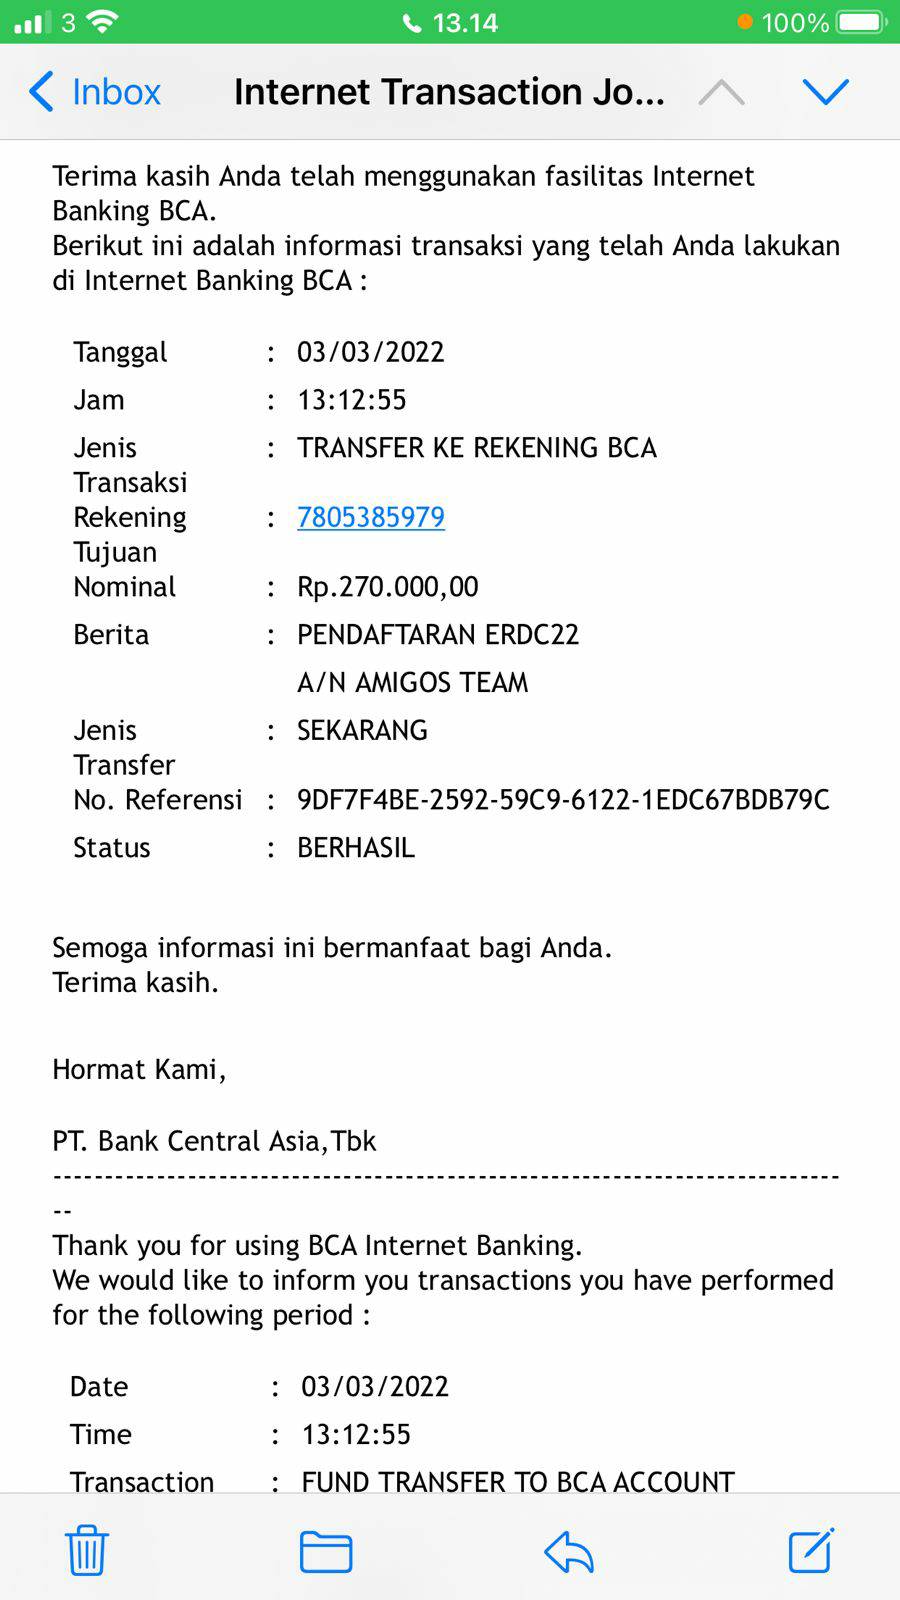 3 13.14 100%
Inbox Internet Transaction Jo...
Terima kasih Anda telah menggunakan fasilitas Internet
Banking BCA.
Berikut ini adalah informasi transaksi yang telah Anda lakukan
di Internet Banking BCA :
Tanggal : 03/03/2022
Jam : 13:12:55
Jenis : TRANSFER KE REKENING BCA
Transaksi
Rekening : 7805385979
Tujuan
Nominal : Rp.270.000,00
Berita : PENDAFTARAN ERDC22
A/N AMIGOS TEAM
Jenis : SEKARANG
Transfer
No. Referensi : 9DF7F4BE-2592-59C9-6122-1EDC67BDB79C
Status : BERHASIL
Semoga informasi ini bermanfaat bagi Anda.
Terima kasih.
Hormat Kami,
PT. Bank Central Asia,Tbk
----------------------------------------------------------------------------
--
Thank you for using BCA Internet Banking.
We would like to inform you transactions you have performed
for the following period :
Date : 03/03/2022
Time : 13:12:55
Transaction : FUND TRANSFER TO BCA ACCOUNT